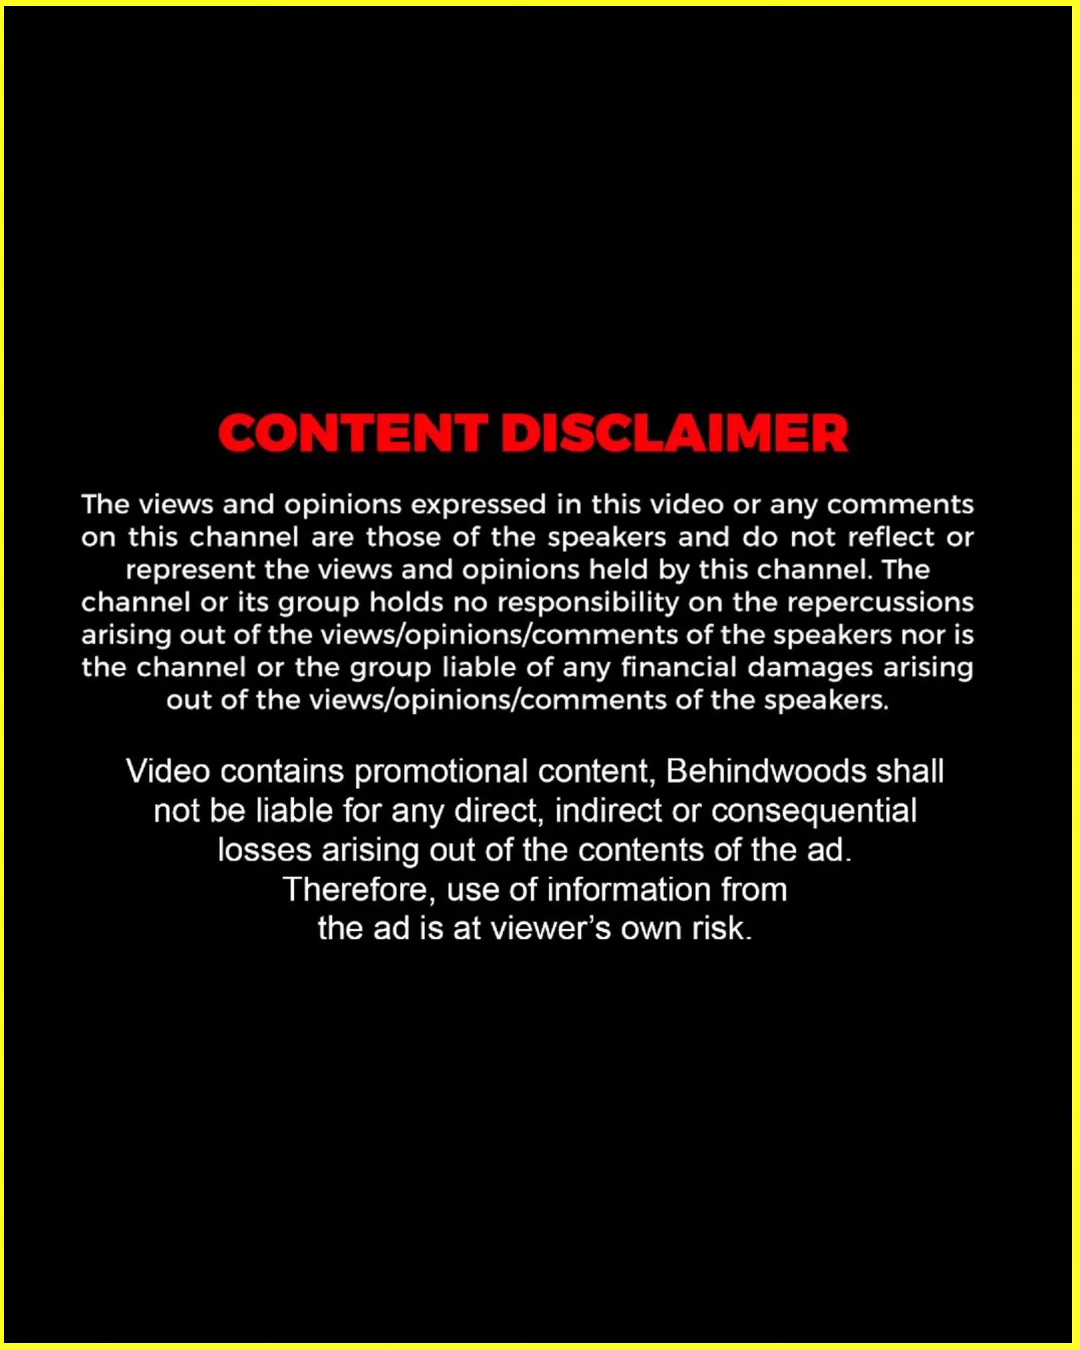 CONTENT DISCLAIMER
The views and opinions expressed in this video or any comments
on this channel are those of the speakers and do not reflect or
represent the views and opinions held by this channel. The
channel or its group holds no responsibility on the repercussions
arising out of the views/opinions/comments of the speakers nor is
the channel or the group liable of any financial damages arising
out of the views/opinions/comments of the speakers.
Video contains promotional content, Behindwoods shall
not be liable for any direct, indirect or consequential
losses arising out of the contents of the ad.
Therefore, use of information from
the ad is at viewer’s own risk.